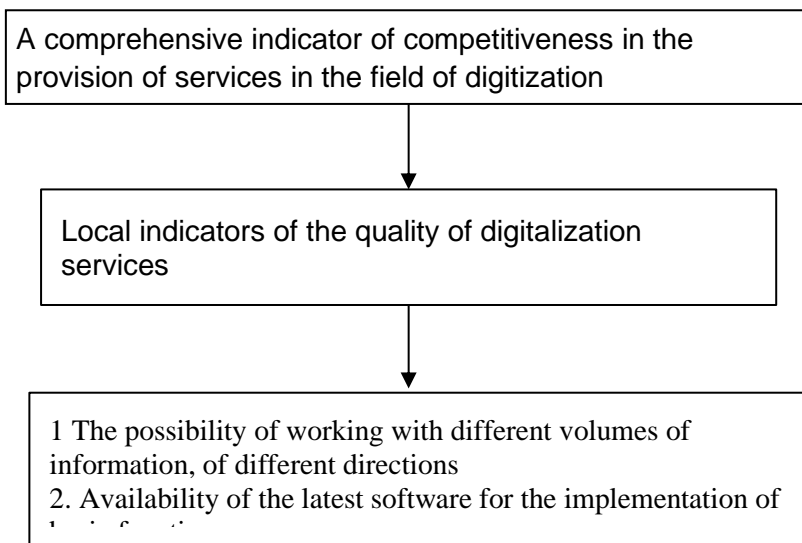 A comprehensive indicator of competitiveness in the
provision of services in the field of digitization
Local indicators of the quality of digitalization
services
1 The possibility of working with different volumes of
information, of different directions
2. Availability of the latest software for the implementation of